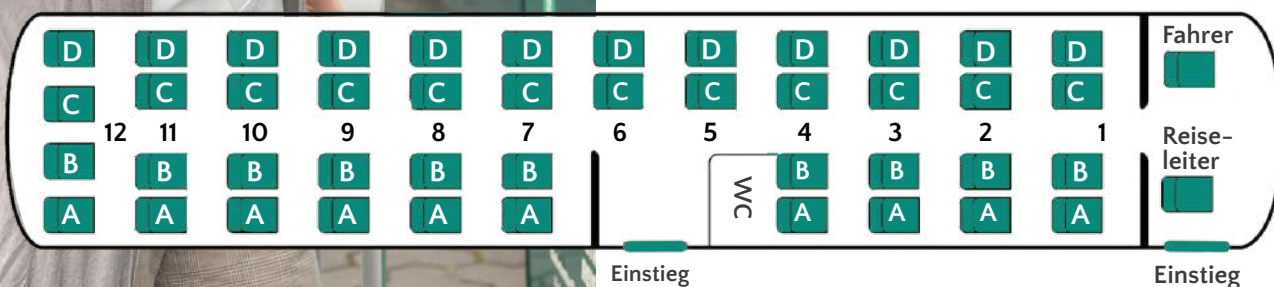 Fahrer
D D D D D D D D D D D D
C C C C C C C C C C C C
12 11 10 9 8 7 6 5 4 3 2 1
Reise-
leiter
B B B B B B B B B B
WC
A A A A A A A A A A
Einstieg
Einstieg